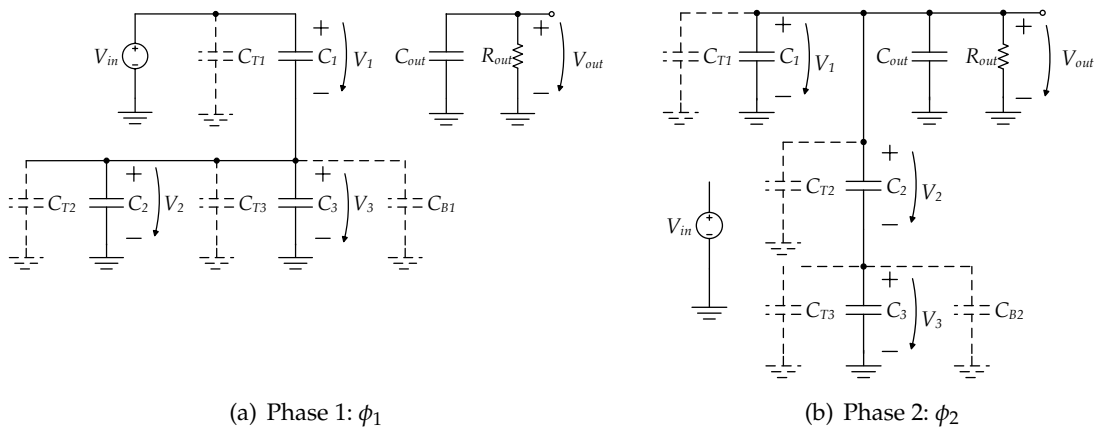 V_in C_T1 C_1 V_1 C_out R_out V_out
C_T2 C_2 V_2 C_T3 C_3 V_3 C_B1
(a) Phase 1: ϕ_1
C_T1 C_1 V_1 C_out R_out V_out
C_T2 C_2 V_2
V_in
C_T3 C_3 V_3 C_B2
(b) Phase 2: ϕ_2